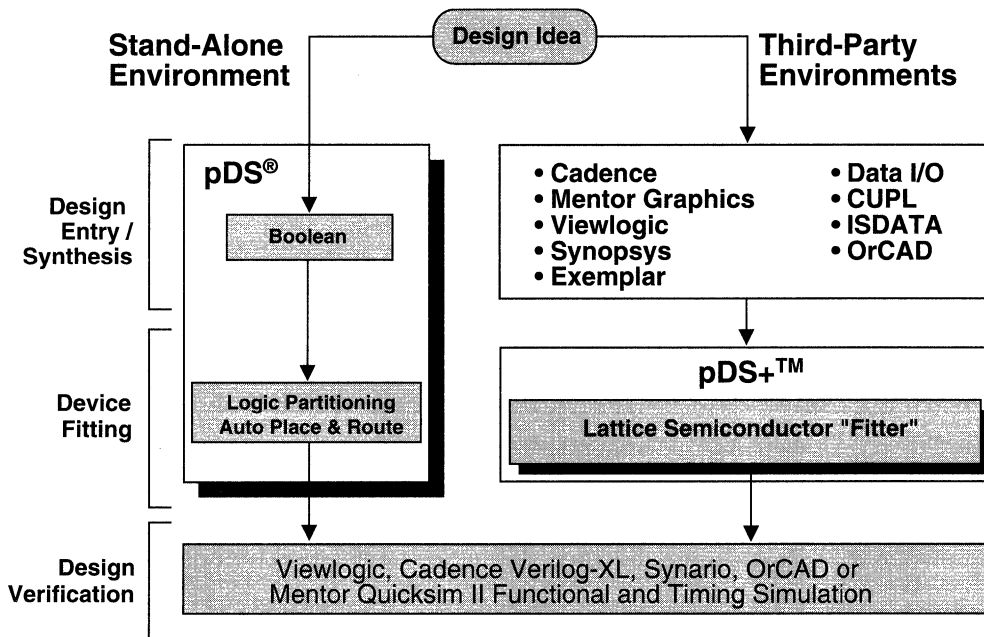 Design Idea
Stand-Alone
Environment
Third-Party
Environments
Design
Entry /
Synthesis
pDS®
Boolean
• Cadence
• Mentor Graphics
• Viewlogic
• Synopsys
• Exemplar
• Data I/O
• CUPL
• ISDATA
• OrCAD
Device
Fitting
Logic Partitioning
Auto Place & Route
pDS+™
Lattice Semiconductor "Fitter"
Design
Verification
Viewlogic, Cadence Verilog-XL, Synario, OrCAD or
Mentor Quicksim II Functional and Timing Simulation